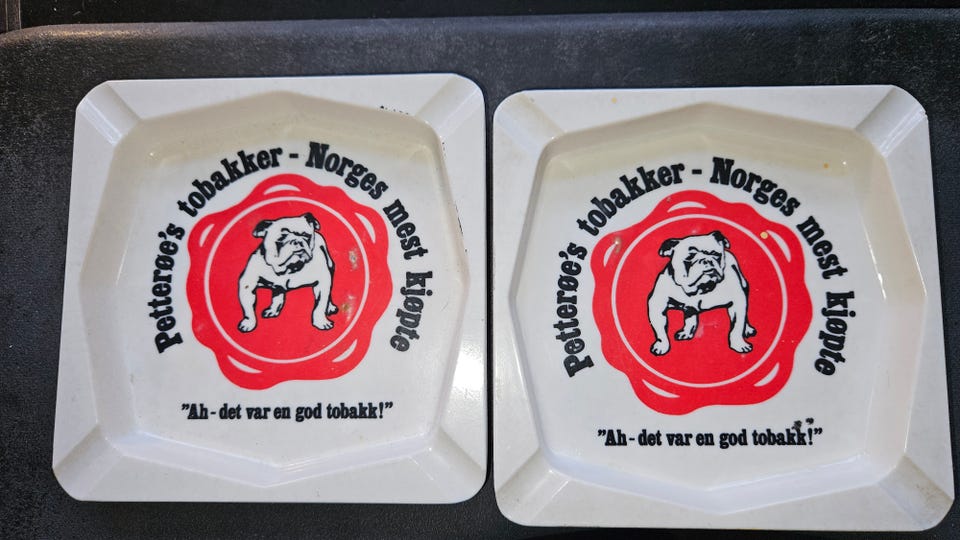 Petterøe's tobakker - Norges mest kjøpte
"Ah - det var en god tobakk!"
Petterøe's tobakker - Norges mest kjøpte
"Ah - det var en god tobakk!"